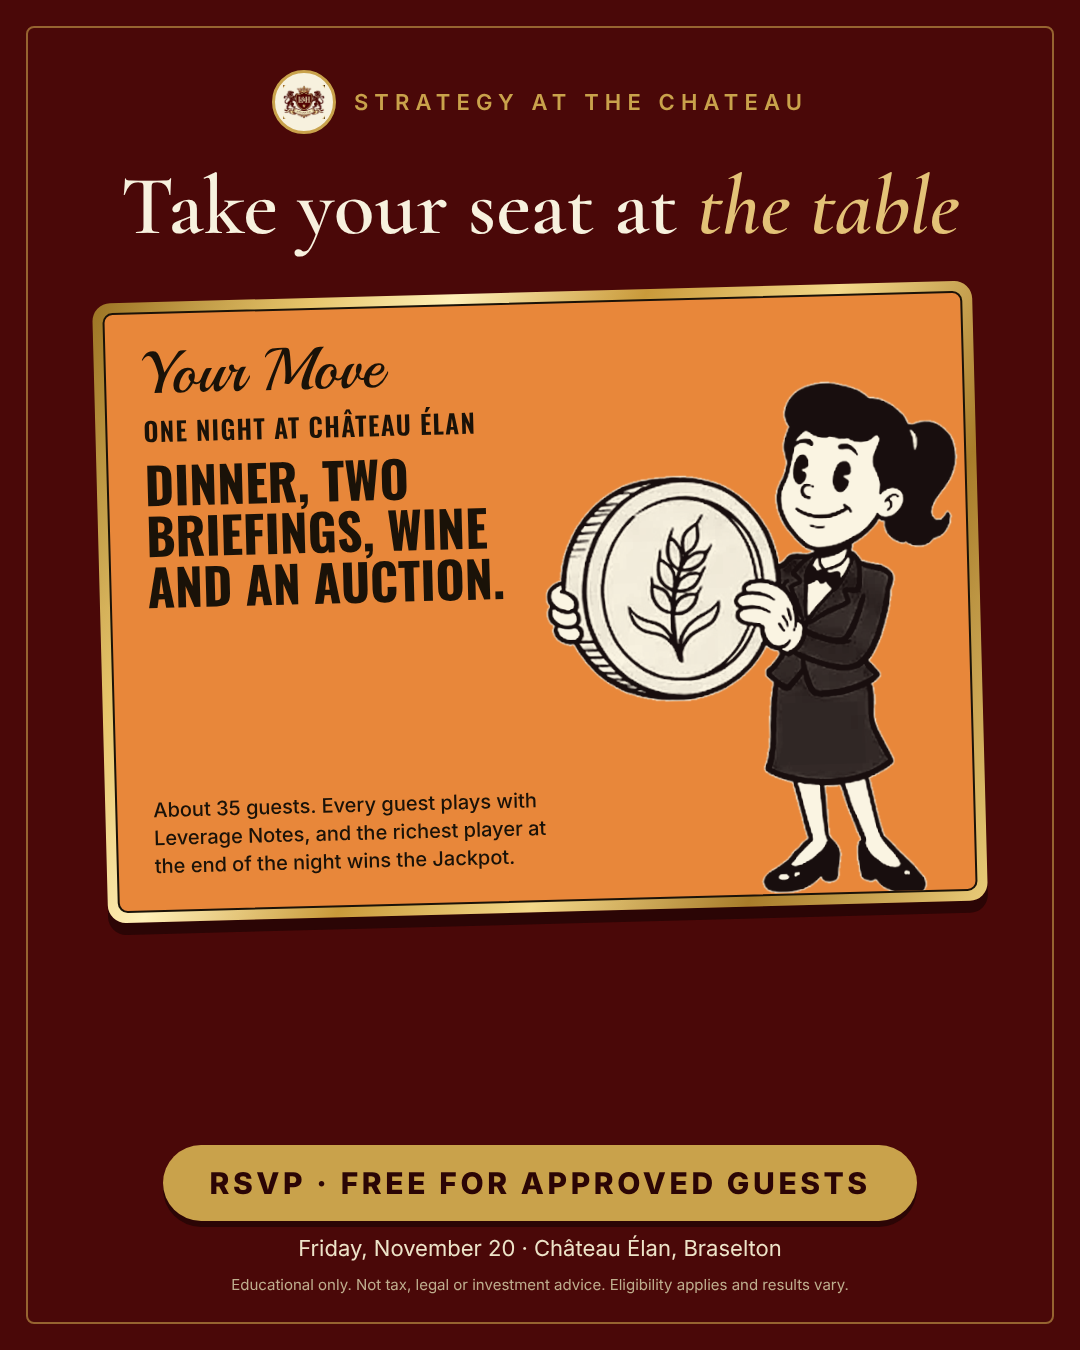 STRATEGY AT THE CHATEAU
Take your seat at the table
Your Move
ONE NIGHT AT CHÂTEAU ÉLAN
DINNER, TWO
BRIEFINGS, WINE
AND AN AUCTION.
About 35 guests. Every guest plays with
Leverage Notes, and the richest player at
the end of the night wins the Jackpot.
RSVP · FREE FOR APPROVED GUESTS
Friday, November 20 · Château Élan, Braselton
Educational only. Not tax, legal or investment advice. Eligibility applies and results vary.